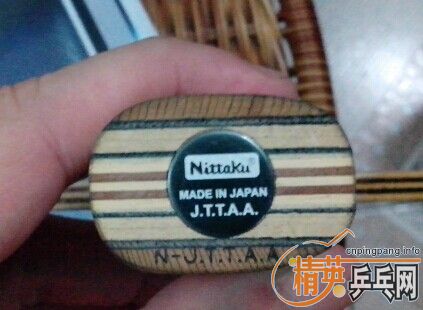 Nittaku®
MADE IN JAPAN
J.T.T.A.A.
N-J.T.T.A.A
cnpingpang.info
精英乒乓网